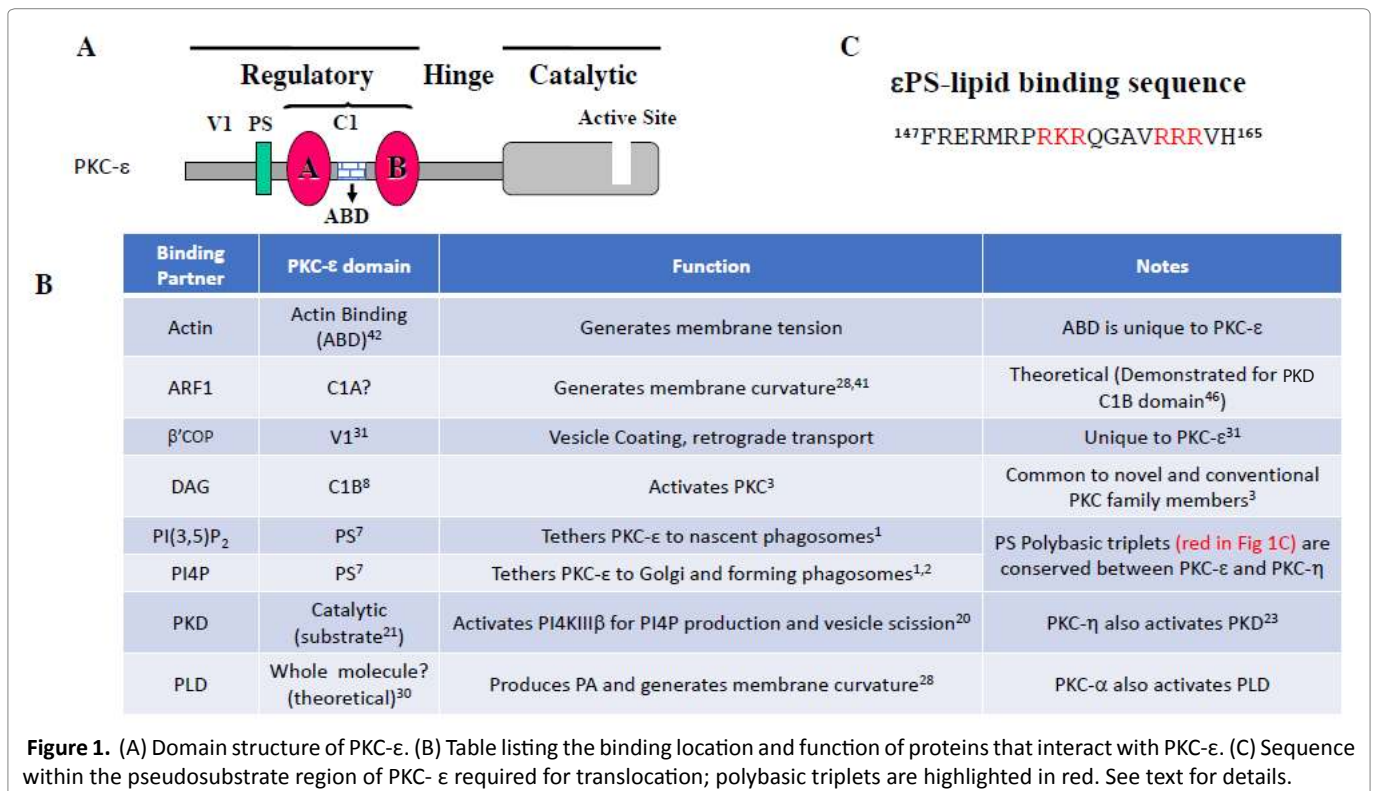 A
Regulatory Hinge Catalytic
V1 PS C1 Active Site
PKC-ε
A B
ABD
C
εPS-lipid binding sequence
¹⁴⁷FRERMRPRKRQGAVRRRVH¹⁶⁵
B
Binding Partner PKC-ε domain Function Notes
Actin Actin Binding (ABD)⁴² Generates membrane tension ABD is unique to PKC-ε
ARF1 C1A? Generates membrane curvature²⁸,⁴¹ Theoretical (Demonstrated for PKD C1B domain⁴⁶)
β'COP V1³¹ Vesicle Coating, retrograde transport Unique to PKC-ε³¹
DAG C1B⁸ Activates PKC³ Common to novel and conventional PKC family members³
PI(3,5)P₂ PS⁷ Tethers PKC-ε to nascent phagosomes¹ PS Polybasic triplets (red in Fig 1C) are conserved between PKC-ε and PKC-η
PI4P PS⁷ Tethers PKC-ε to Golgi and forming phagosomes¹,²
PKD Catalytic (substrate²¹) Activates PI4KIIIβ for PI4P production and vesicle scission²⁰ PKC-η also activates PKD²³
PLD Whole molecule? (theoretical)³⁰ Produces PA and generates membrane curvature²⁸ PKC-α also activates PLD
Figure 1. (A) Domain structure of PKC-ε. (B) Table listing the binding location and function of proteins that interact with PKC-ε. (C) Sequence
within the pseudosubstrate region of PKC- ε required for translocation; polybasic triplets are highlighted in red. See text for details.